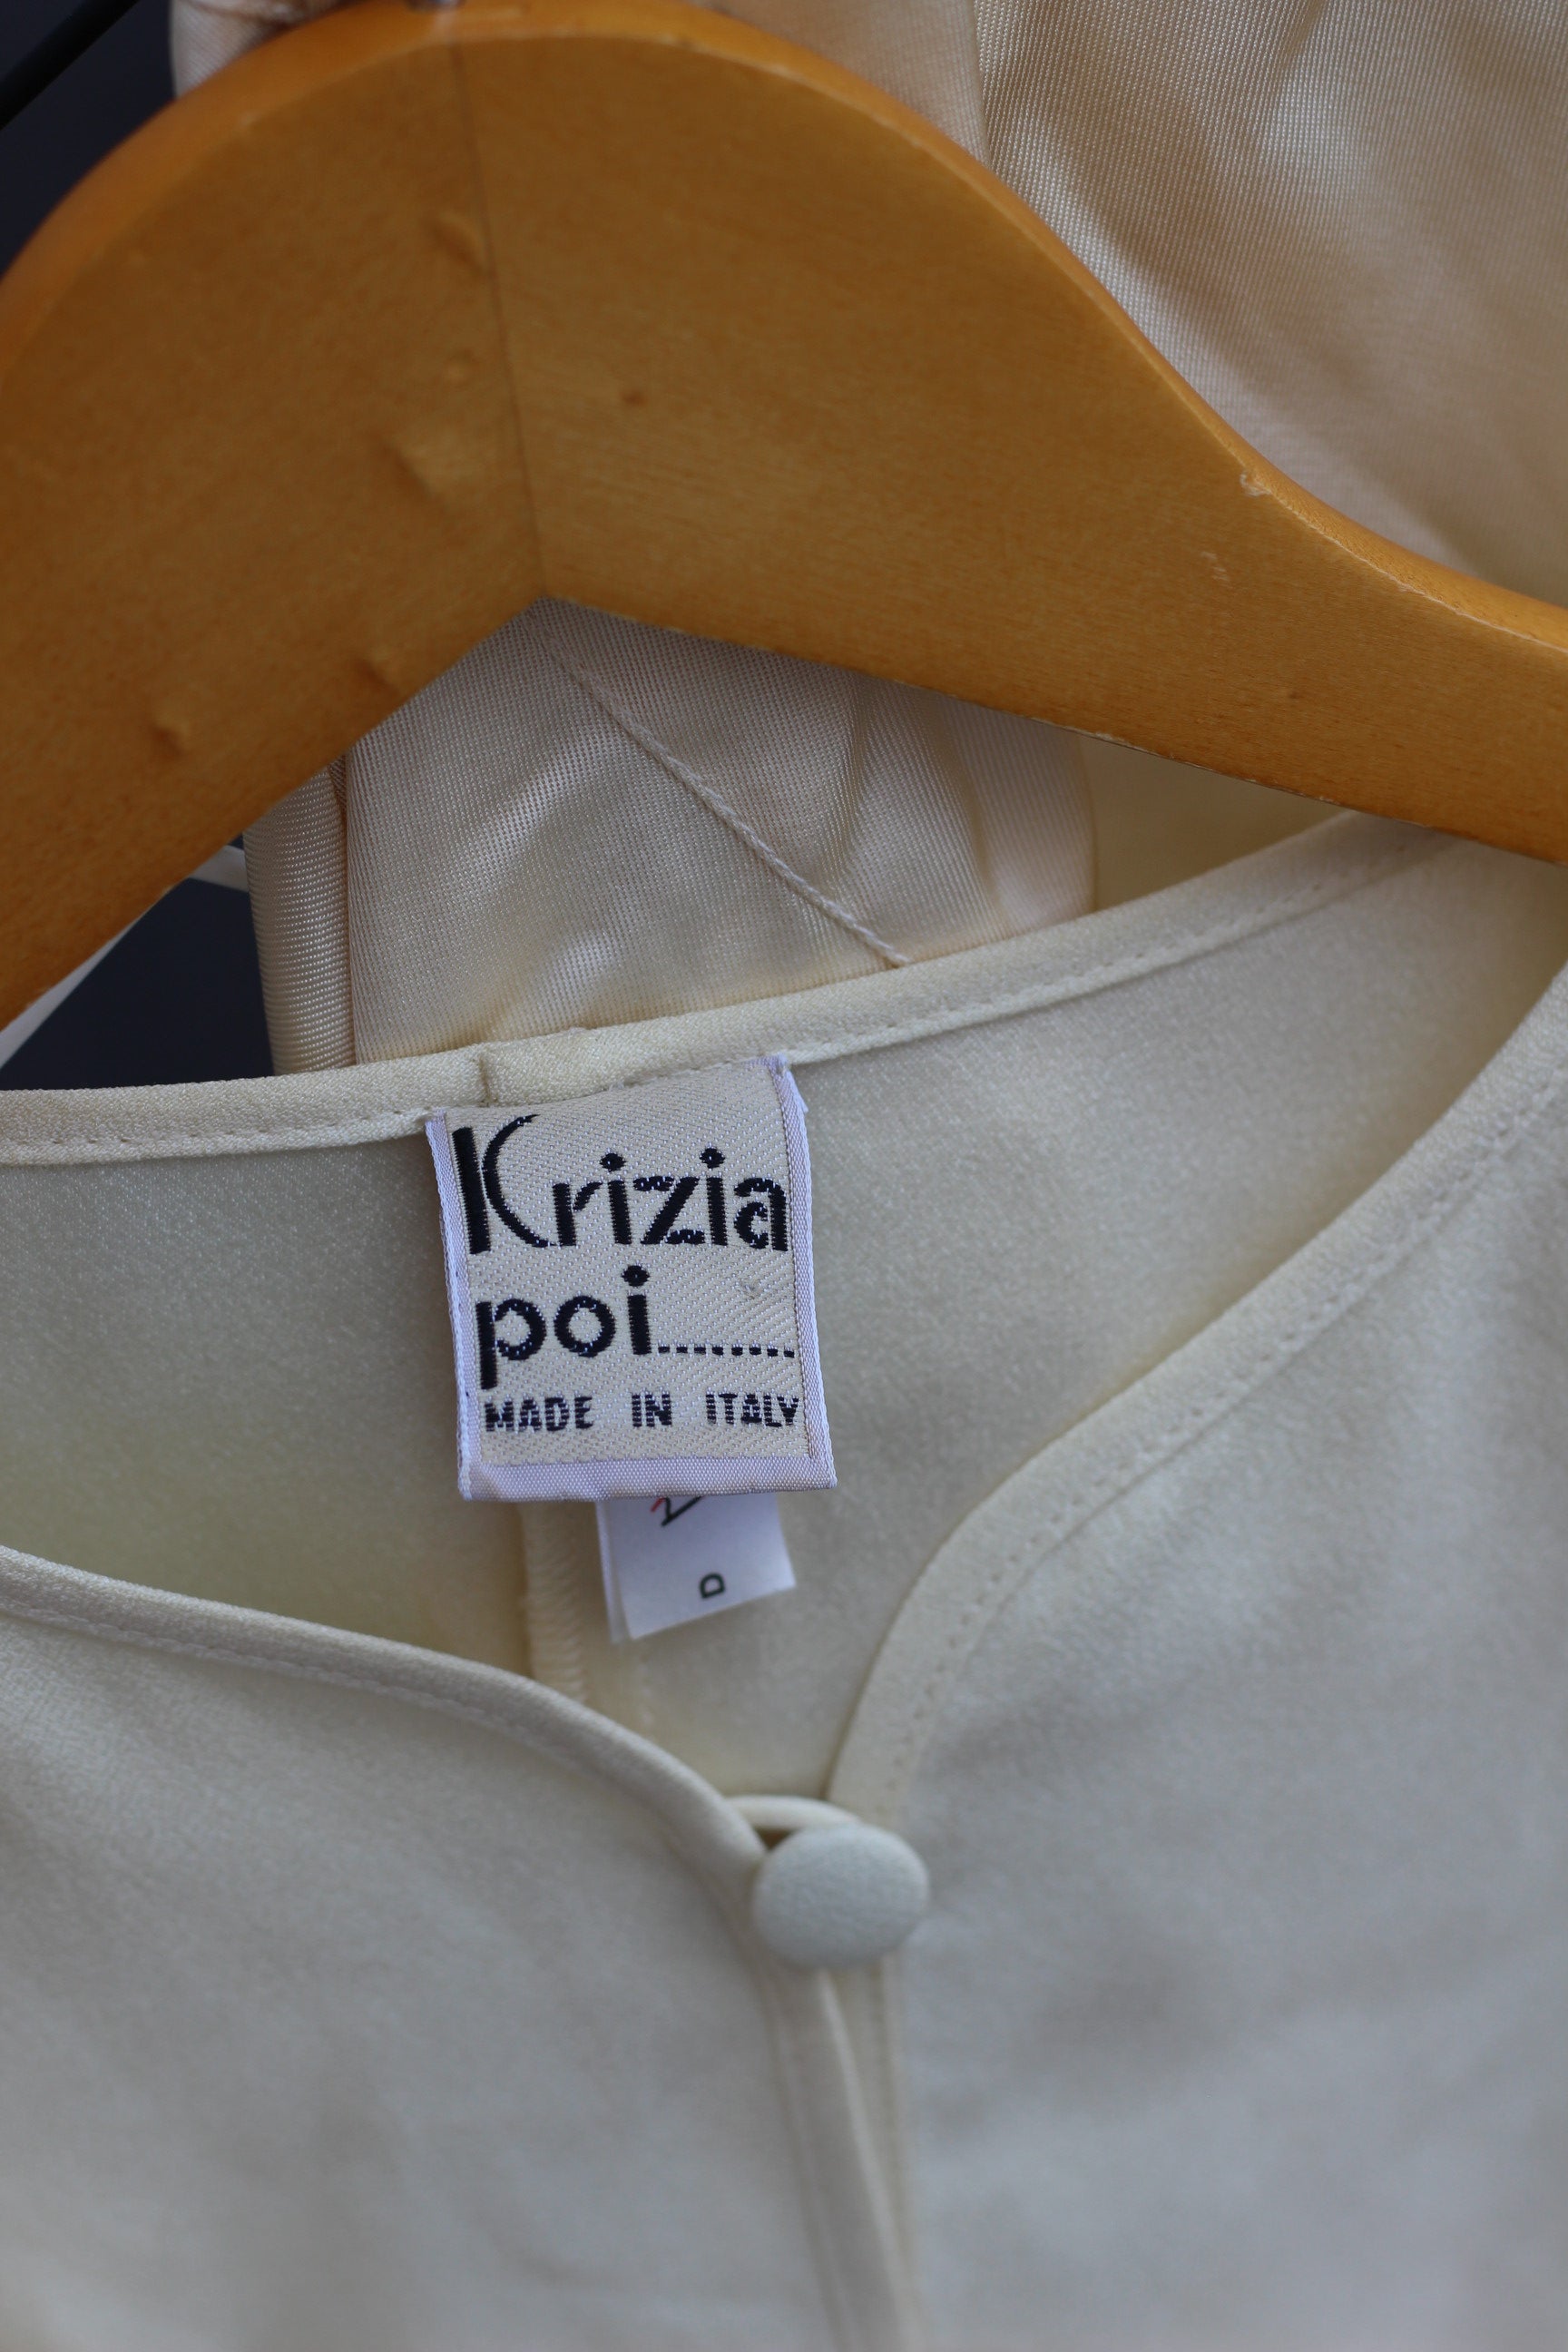 Krizia
poi........
MADE IN ITALY
D